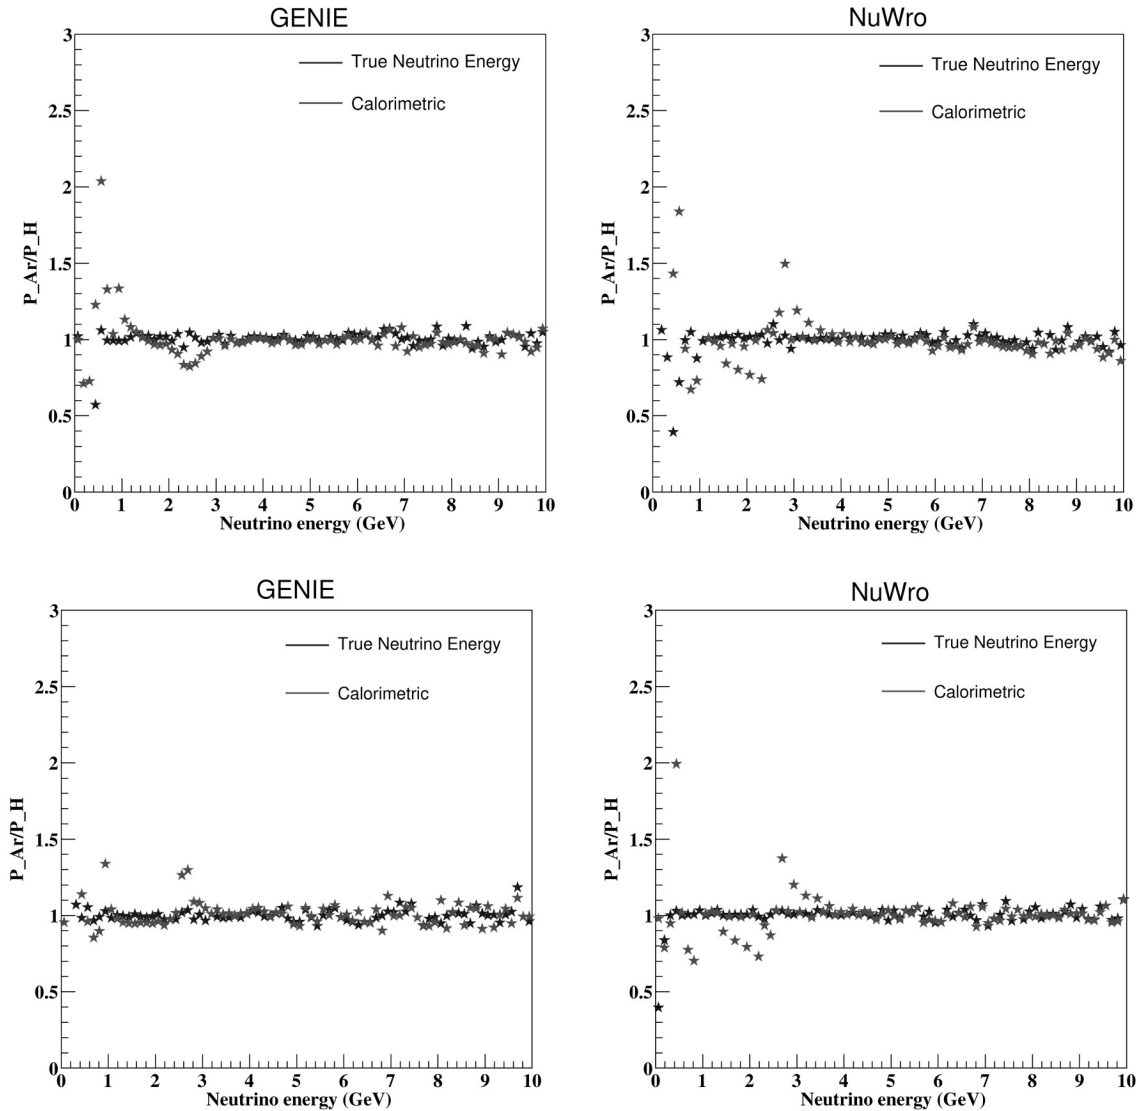 GENIE
3
2.5
2
1.5
1
0.5
0
P_Ar/P_H
True Neutrino Energy
Calorimetric
0 1 2 3 4 5 6 7 8 9 10
Neutrino energy (GeV)
NuWro
3
2.5
2
1.5
1
0.5
0
P_Ar/P_H
True Neutrino Energy
Calorimetric
0 1 2 3 4 5 6 7 8 9 10
Neutrino energy (GeV)
GENIE
3
2.5
2
1.5
1
0.5
0
P_Ar/P_H
True Neutrino Energy
Calorimetric
0 1 2 3 4 5 6 7 8 9 10
Neutrino energy (GeV)
NuWro
3
2.5
2
1.5
1
0.5
0
P_Ar/P_H
True Neutrino Energy
Calorimetric
0 1 2 3 4 5 6 7 8 9 10
Neutrino energy (GeV)